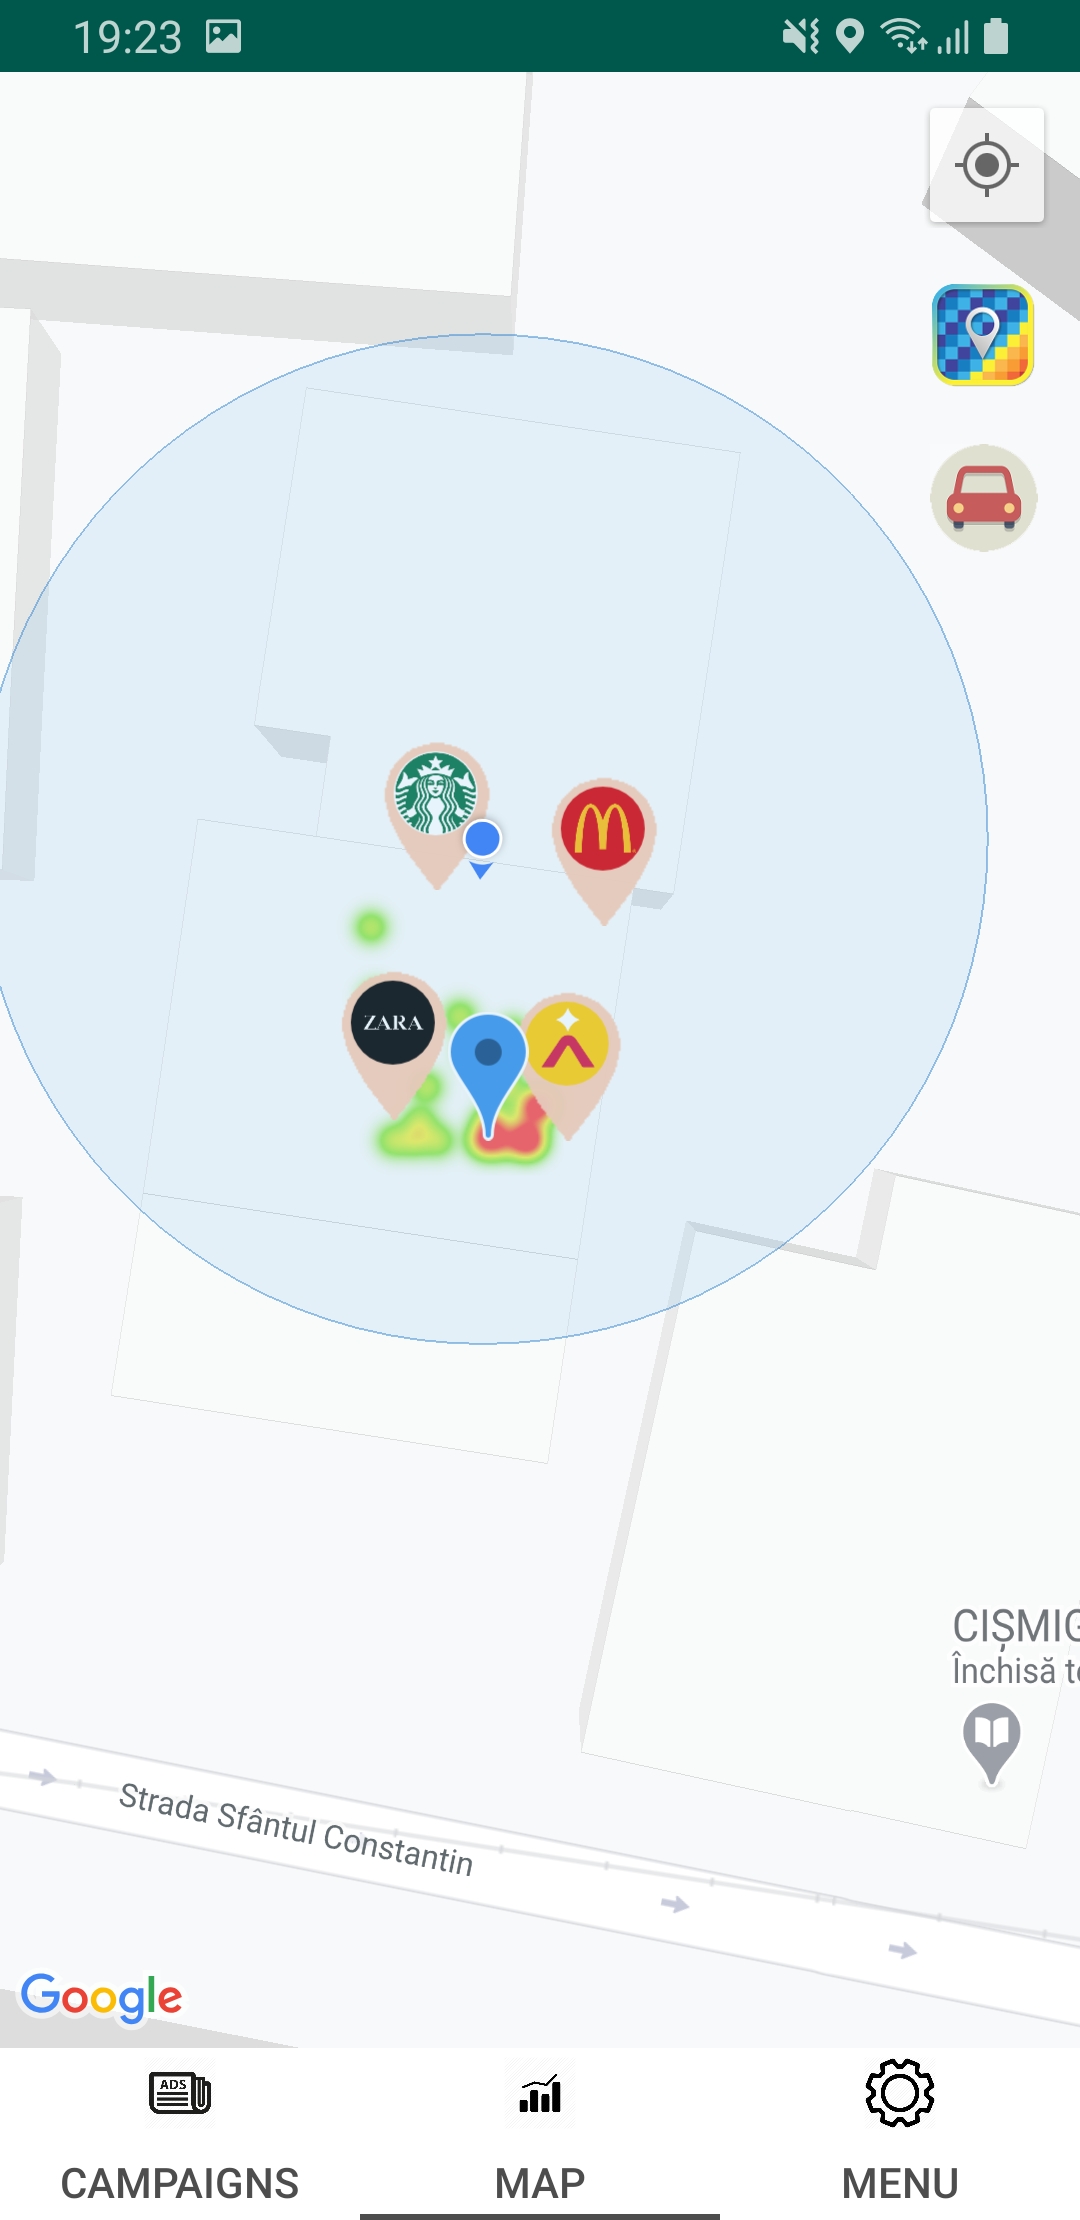 19:23
ZARA
CIȘMIG
Închisă t
Strada Sfântul Constantin
Google
ADS
CAMPAIGNS
MAP
MENU